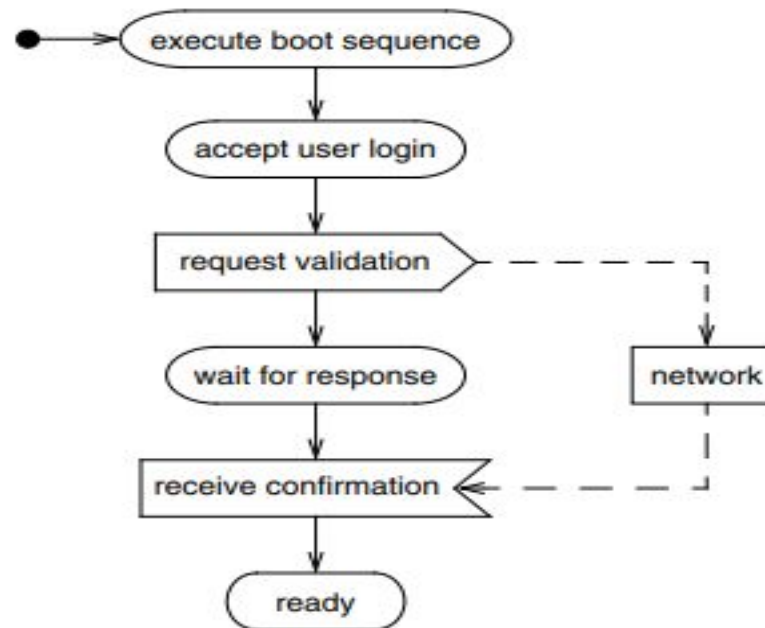 execute boot sequence
accept user login
request validation
wait for response
network
receive confirmation
ready